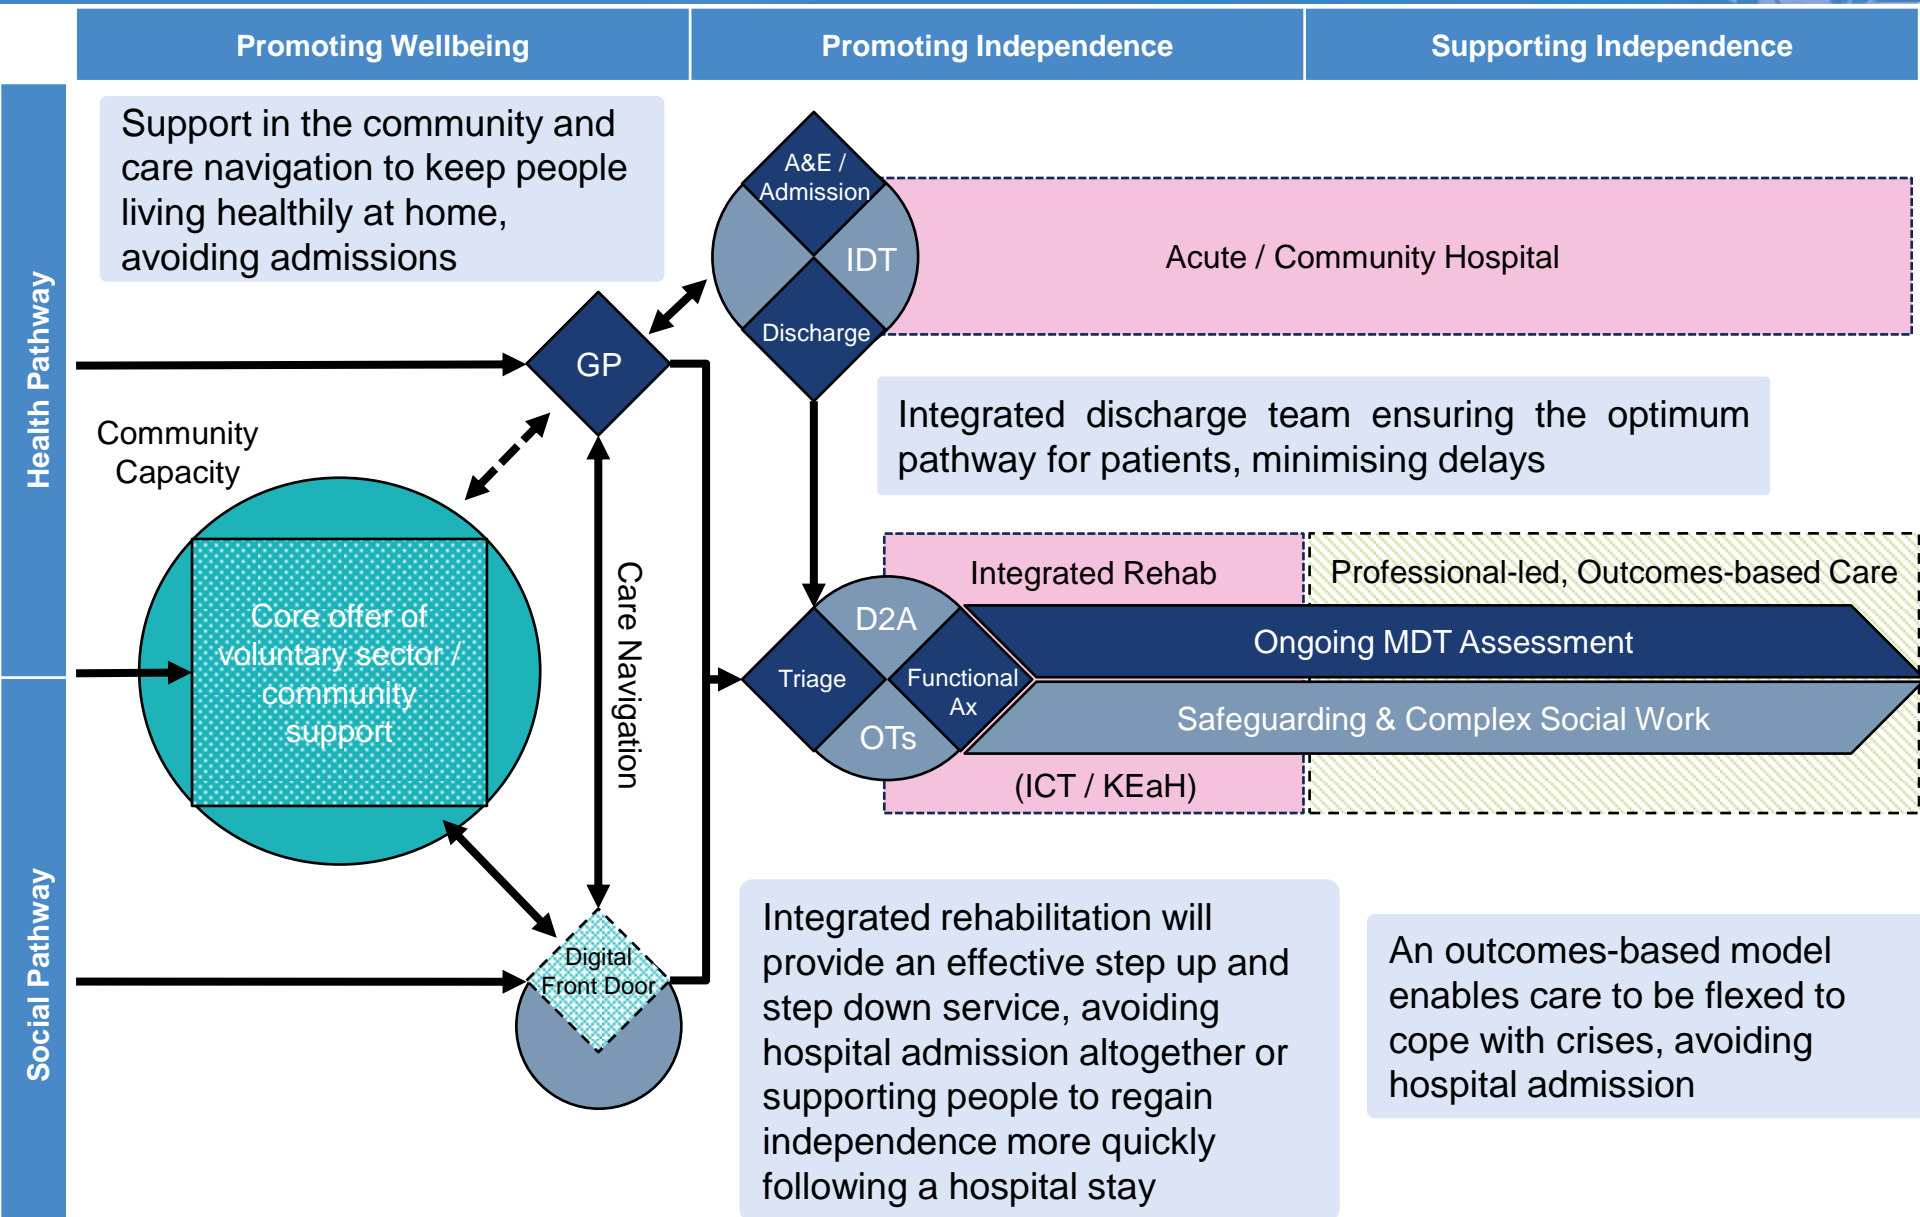 Promoting Wellbeing
Promoting Independence
Supporting Independence
Health Pathway
Social Pathway
Support in the community and
care navigation to keep people
living healthily at home,
avoiding admissions
A&E /
Admission
IDT
Discharge
Acute / Community Hospital
GP
Integrated discharge team ensuring the optimum
pathway for patients, minimising delays
Community
Capacity
Core offer of
voluntary sector /
community
support
Care Navigation
Integrated Rehab
Professional-led, Outcomes-based Care
D2A
Triage
Functional
Ax
OTs
Ongoing MDT Assessment
Safeguarding & Complex Social Work
(ICT / KEaH)
Digital
Front Door
Integrated rehabilitation will
provide an effective step up and
step down service, avoiding
hospital admission altogether or
supporting people to regain
independence more quickly
following a hospital stay
An outcomes-based model
enables care to be flexed to
cope with crises, avoiding
hospital admission